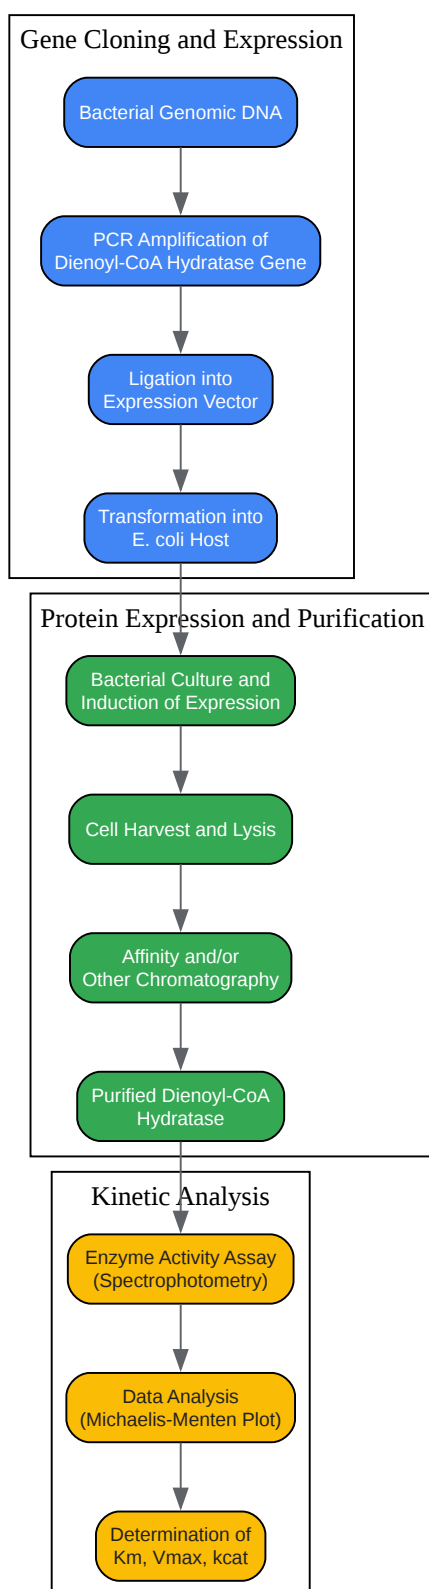 Gene Cloning and Expression
Bacterial Genomic DNA
PCR Amplification of
Dienoyl-CoA Hydratase Gene
Ligation into
Expression Vector
Transformation into
E. coli Host
Protein Expression and Purification
Bacterial Culture and
Induction of Expression
Cell Harvest and Lysis
Affinity and/or
Other Chromatography
Purified Dienoyl-CoA
Hydratase
Kinetic Analysis
Enzyme Activity Assay
(Spectrophotometry)
Data Analysis
(Michaelis-Menten Plot)
Determination of
Km, Vmax, kcat